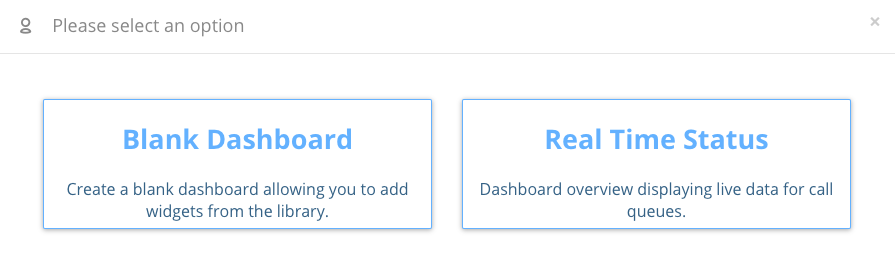 Please select an option
Blank Dashboard
Create a blank dashboard allowing you to add
widgets from the library.
Real Time Status
Dashboard overview displaying live data for call
queues.